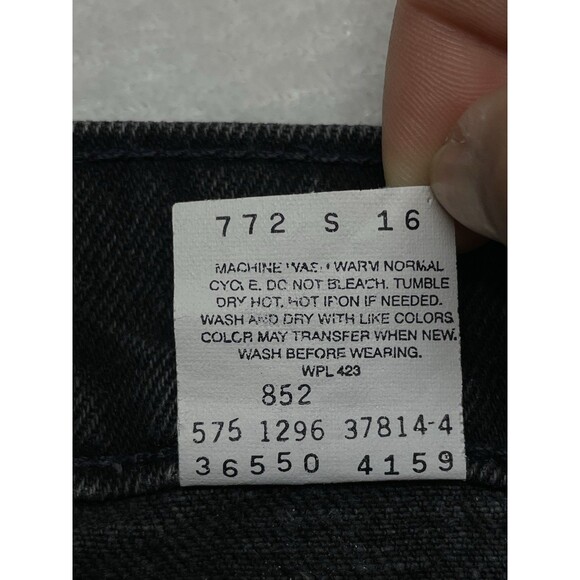 772 S 16
MACHINE WASH WARM NORMAL
CYCLE. DO NOT BLEACH. TUMBLE
DRY HOT. HOT IRON IF NEEDED.
WASH AND DRY WITH LIKE COLORS
COLOR MAY TRANSFER WHEN NEW.
WASH BEFORE WEARING.
WPL 423
852
575 1296 37814-4
36550 4159